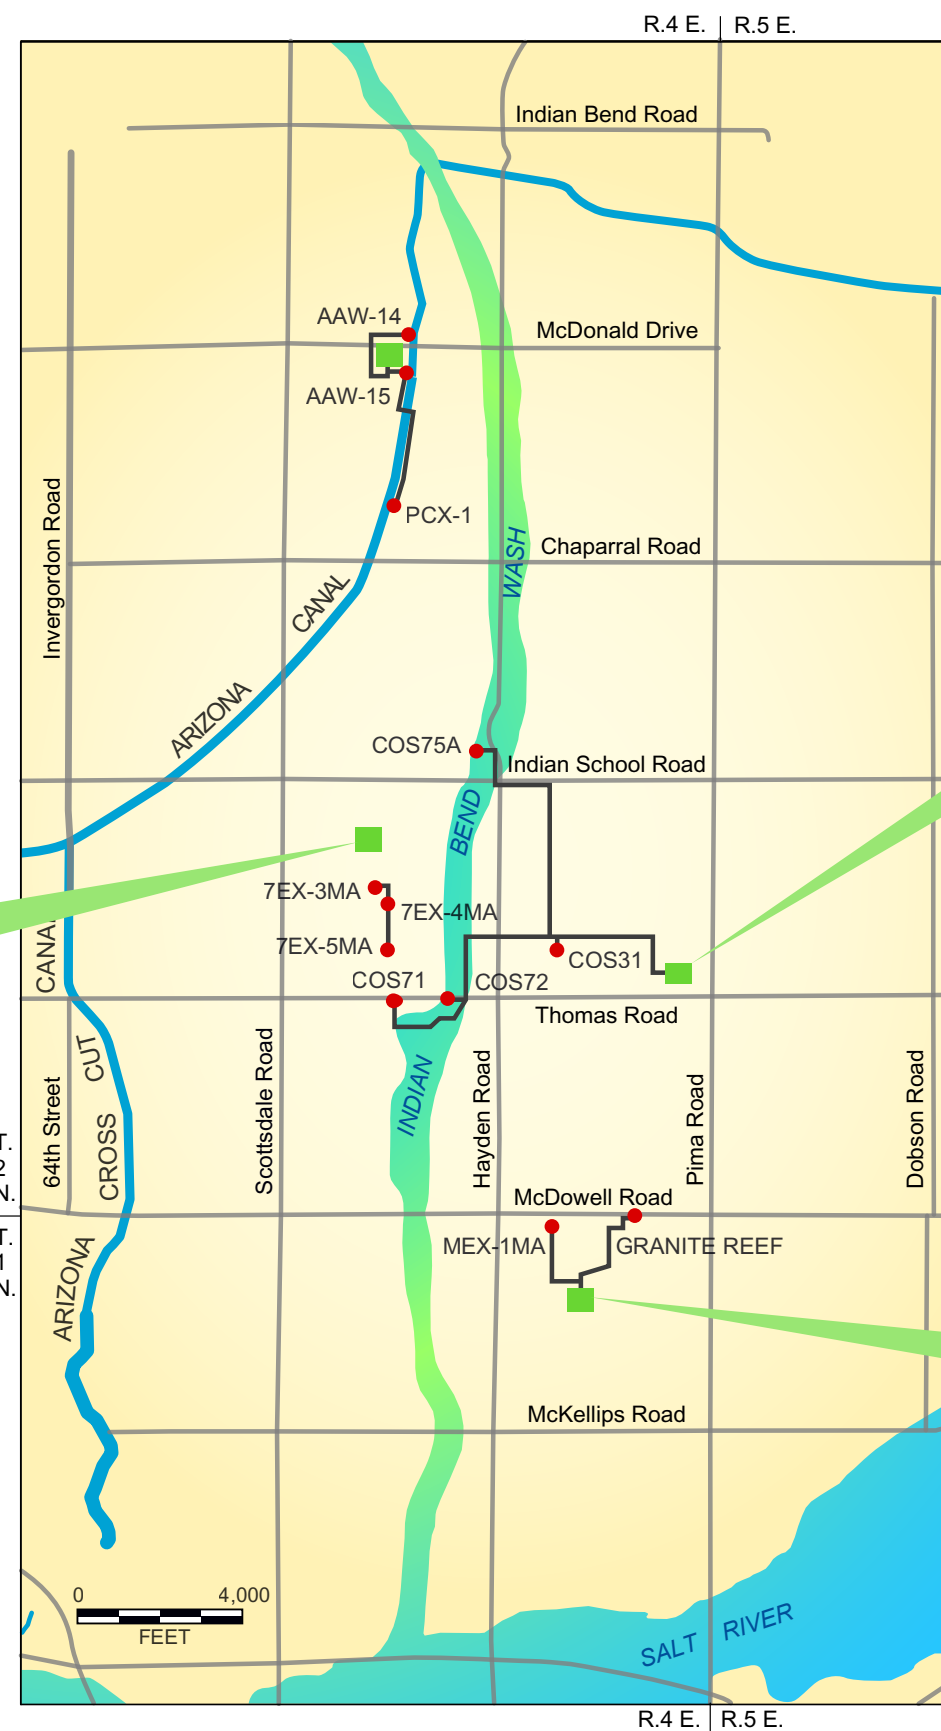 R.4 E. R.5 E.
Indian Bend Road
AAW-14
McDonald Drive
AAW-15
PCX-1
Invergordon Road
WASH
Chaparral Road
CANAL
ARIZONA
COS75A
Indian School Road
BEND
7EX-3MA
7EX-4MA
7EX-5MA
COS31
CANAL
COS71
COS72
Thomas Road
CUT
INDIAN
Scottsdale Road
Hayden Road
Pima Road
Dobson Road
64th Street
CROSS
T.
N.
McDowell Road
T.
1
N.
MEX-1MA
GRANITE REEF
ARIZONA
McKellips Road
0 4,000
FEET
SALT RIVER
R.4 E. R.5 E.